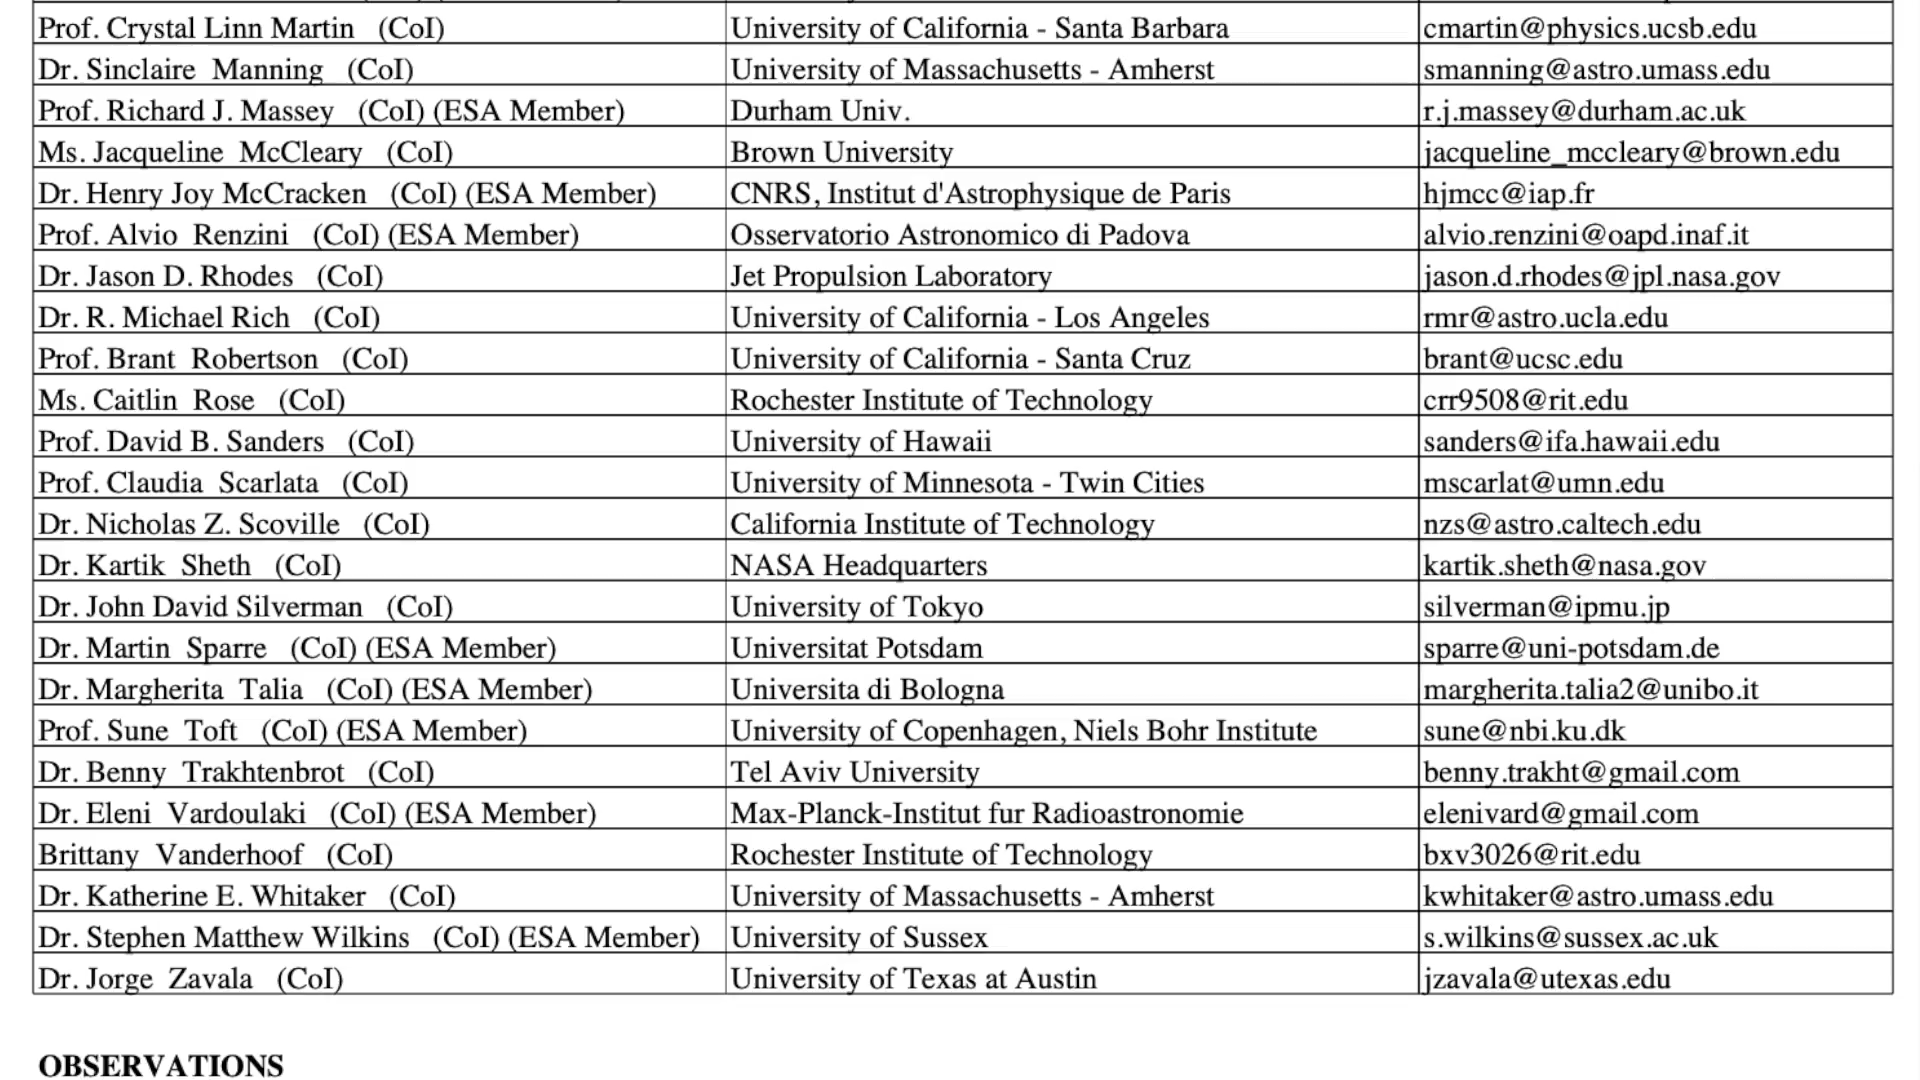 Prof. Crystal Linn Martin (CoI) University of California - Santa Barbara cmartin@physics.ucsb.edu
Dr. Sinclaire Manning (CoI) University of Massachusetts - Amherst smanning@astro.umass.edu
Prof. Richard J. Massey (CoI) (ESA Member) Durham Univ. r.j.massey@durham.ac.uk
Ms. Jacqueline McCleary (CoI) Brown University jacqueline_mccleary@brown.edu
Dr. Henry Joy McCracken (CoI) (ESA Member) CNRS, Institut d'Astrophysique de Paris hjmcc@iap.fr
Prof. Alvio Renzini (CoI) (ESA Member) Osservatorio Astronomico di Padova alvio.renzini@oapd.inaf.it
Dr. Jason D. Rhodes (CoI) Jet Propulsion Laboratory jason.d.rhodes@jpl.nasa.gov
Dr. R. Michael Rich (CoI) University of California - Los Angeles rmr@astro.ucla.edu
Prof. Brant Robertson (CoI) University of California - Santa Cruz brant@ucsc.edu
Ms. Caitlin Rose (CoI) Rochester Institute of Technology crr9508@rit.edu
Prof. David B. Sanders (CoI) University of Hawaii sanders@ifa.hawaii.edu
Prof. Claudia Scarlata (CoI) University of Minnesota - Twin Cities mscarlat@umn.edu
Dr. Nicholas Z. Scoville (CoI) California Institute of Technology nzs@astro.caltech.edu
Dr. Kartik Sheth (CoI) NASA Headquarters kartik.sheth@nasa.gov
Dr. John David Silverman (CoI) University of Tokyo silverman@ipmu.jp
Dr. Martin Sparre (CoI) (ESA Member) Universitat Potsdam sparre@uni-potsdam.de
Dr. Margherita Talia (CoI) (ESA Member) Universita di Bologna margherita.talia2@unibo.it
Prof. Sune Toft (CoI) (ESA Member) University of Copenhagen, Niels Bohr Institute sune@nbi.ku.dk
Dr. Benny Trakhtenbrot (CoI) Tel Aviv University benny.trakht@gmail.com
Dr. Eleni Vardoulaki (CoI) (ESA Member) Max-Planck-Institut fur Radioastronomie elenivard@gmail.com
Brittany Vanderhoof (CoI) Rochester Institute of Technology bxv3026@rit.edu
Dr. Katherine E. Whitaker (CoI) University of Massachusetts - Amherst kwhitaker@astro.umass.edu
Dr. Stephen Matthew Wilkins (CoI) (ESA Member) University of Sussex s.wilkins@sussex.ac.uk
Dr. Jorge Zavala (CoI) University of Texas at Austin jzavala@utexas.edu
OBSERVATIONS